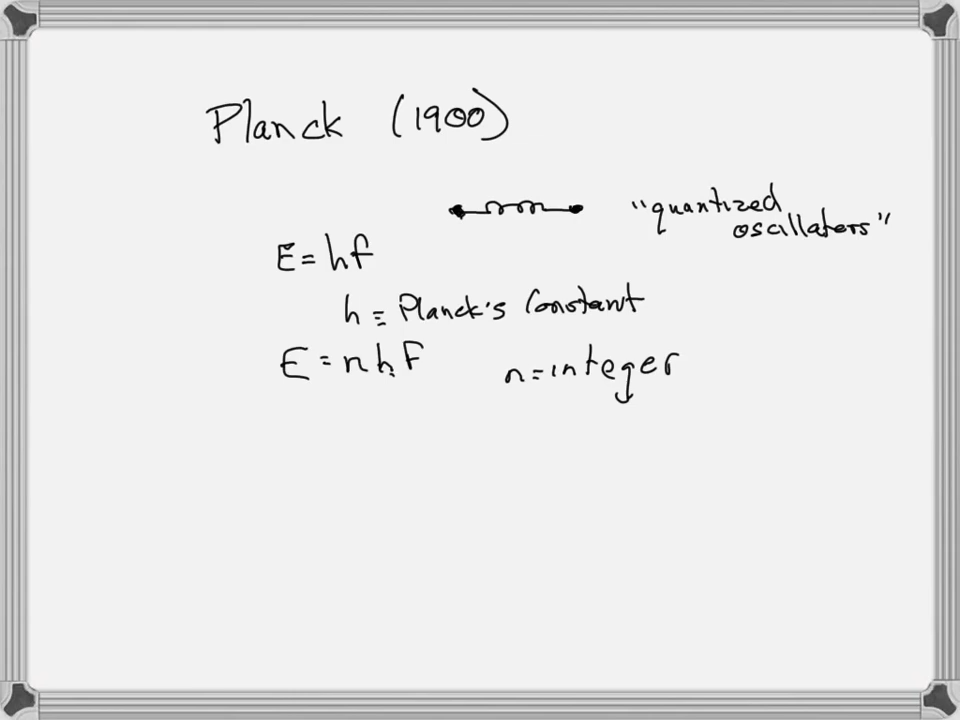 Planck (1900)
"quantized
oscillators"
E = hf
h ≡ Planck's Constant
E = nhf n = integer